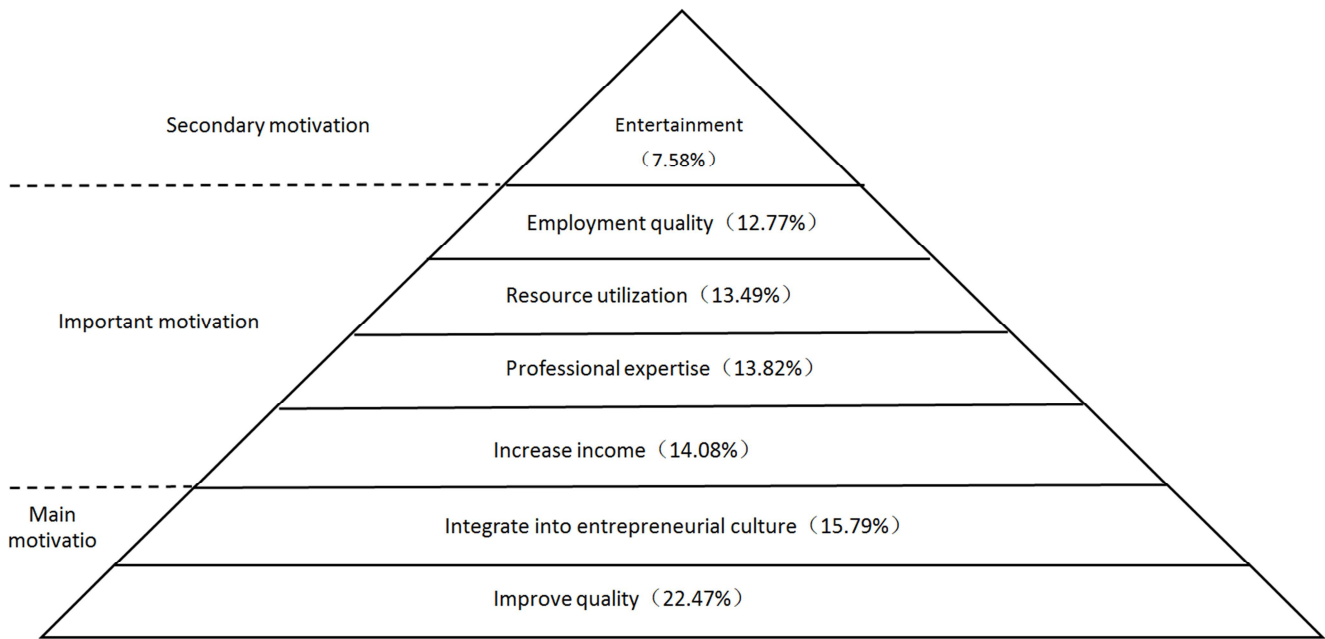 Secondary motivation
Entertainment
（7.58%）
Employment quality（12.77%）
Resource utilization（13.49%）
Important motivation
Professional expertise（13.82%）
Increase income（14.08%）
Main
motivatio
Integrate into entrepreneurial culture（15.79%）
Improve quality（22.47%）